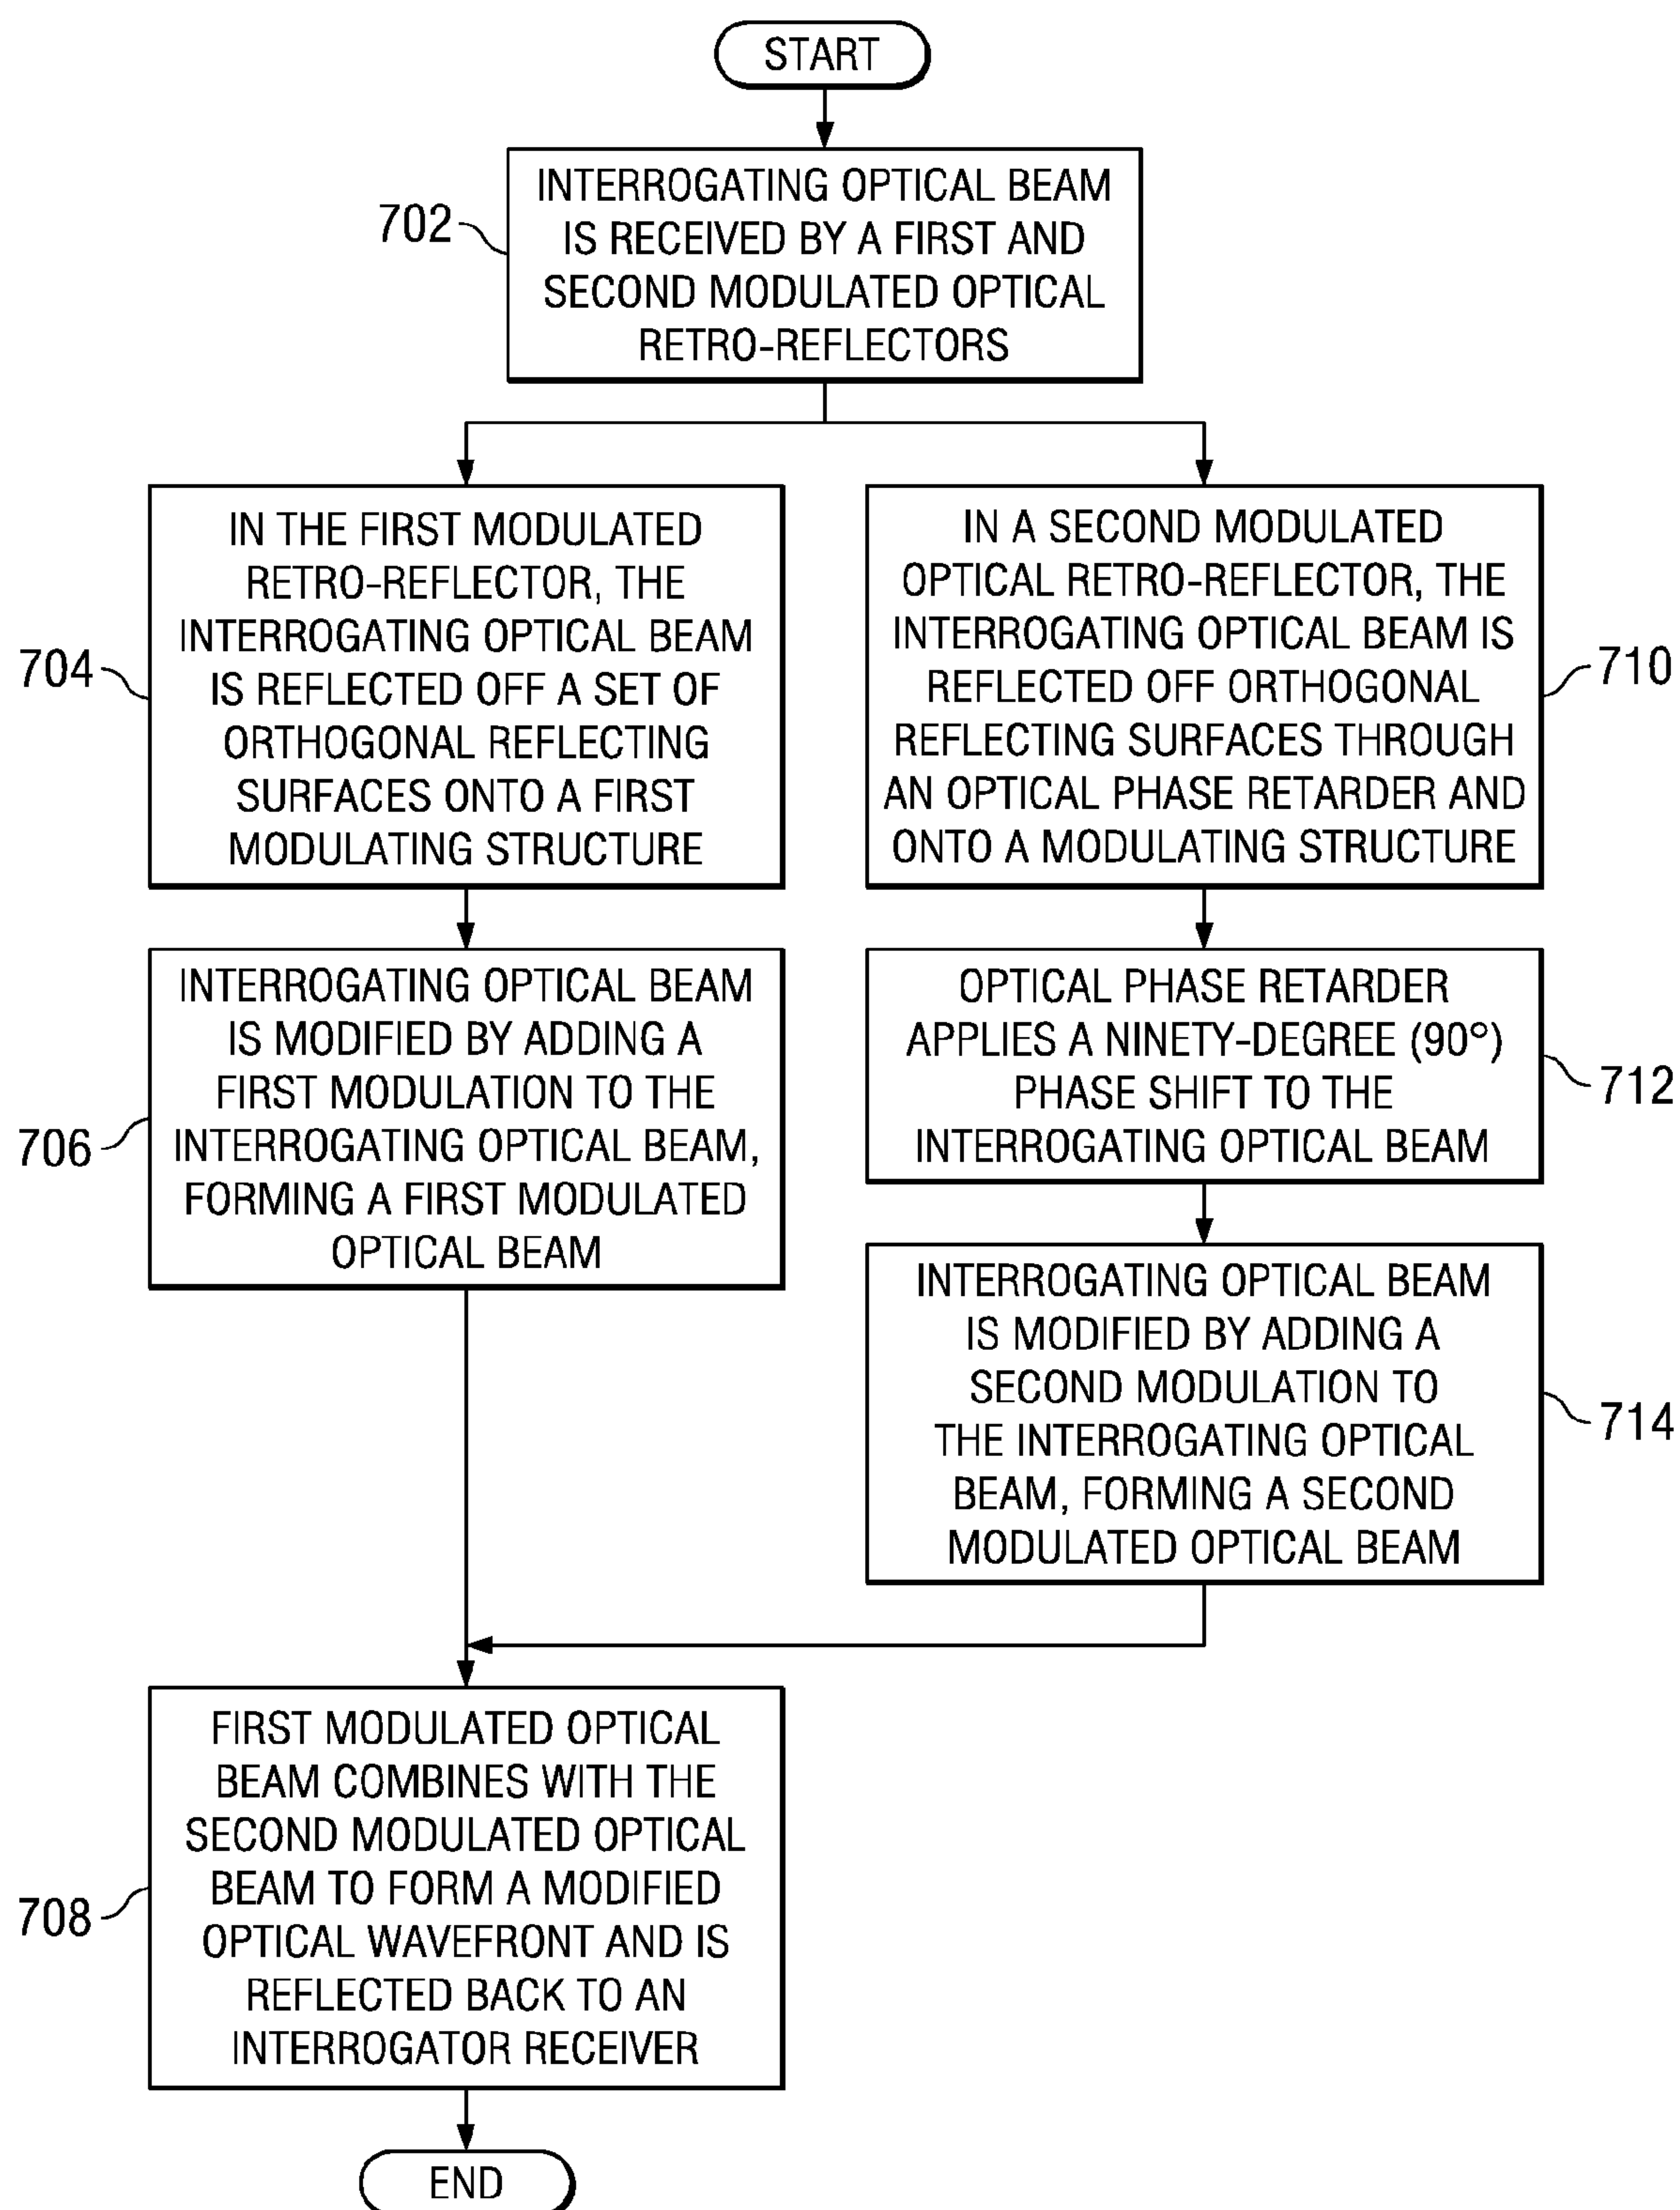 START
702
INTERROGATING OPTICAL BEAM
IS RECEIVED BY A FIRST AND
SECOND MODULATED OPTICAL
RETRO-REFLECTORS
704
IN THE FIRST MODULATED
RETRO-REFLECTOR, THE
INTERROGATING OPTICAL BEAM
IS REFLECTED OFF A SET OF
ORTHOGONAL REFLECTING
SURFACES ONTO A FIRST
MODULATING STRUCTURE
IN A SECOND MODULATED
OPTICAL RETRO-REFLECTOR, THE
INTERROGATING OPTICAL BEAM IS
REFLECTED OFF ORTHOGONAL
REFLECTING SURFACES THROUGH
AN OPTICAL PHASE RETARDER AND
ONTO A MODULATING STRUCTURE
710
706
INTERROGATING OPTICAL BEAM
IS MODIFIED BY ADDING A
FIRST MODULATION TO THE
INTERROGATING OPTICAL BEAM,
FORMING A FIRST MODULATED
OPTICAL BEAM
OPTICAL PHASE RETARDER
APPLIES A NINETY-DEGREE (90°)
PHASE SHIFT TO THE
INTERROGATING OPTICAL BEAM
712
INTERROGATING OPTICAL BEAM
IS MODIFIED BY ADDING A
SECOND MODULATION TO
THE INTERROGATING OPTICAL
BEAM, FORMING A SECOND
MODULATED OPTICAL BEAM
714
708
FIRST MODULATED OPTICAL
BEAM COMBINES WITH THE
SECOND MODULATED OPTICAL
BEAM TO FORM A MODIFIED
OPTICAL WAVEFRONT AND IS
REFLECTED BACK TO AN
INTERROGATOR RECEIVER
END